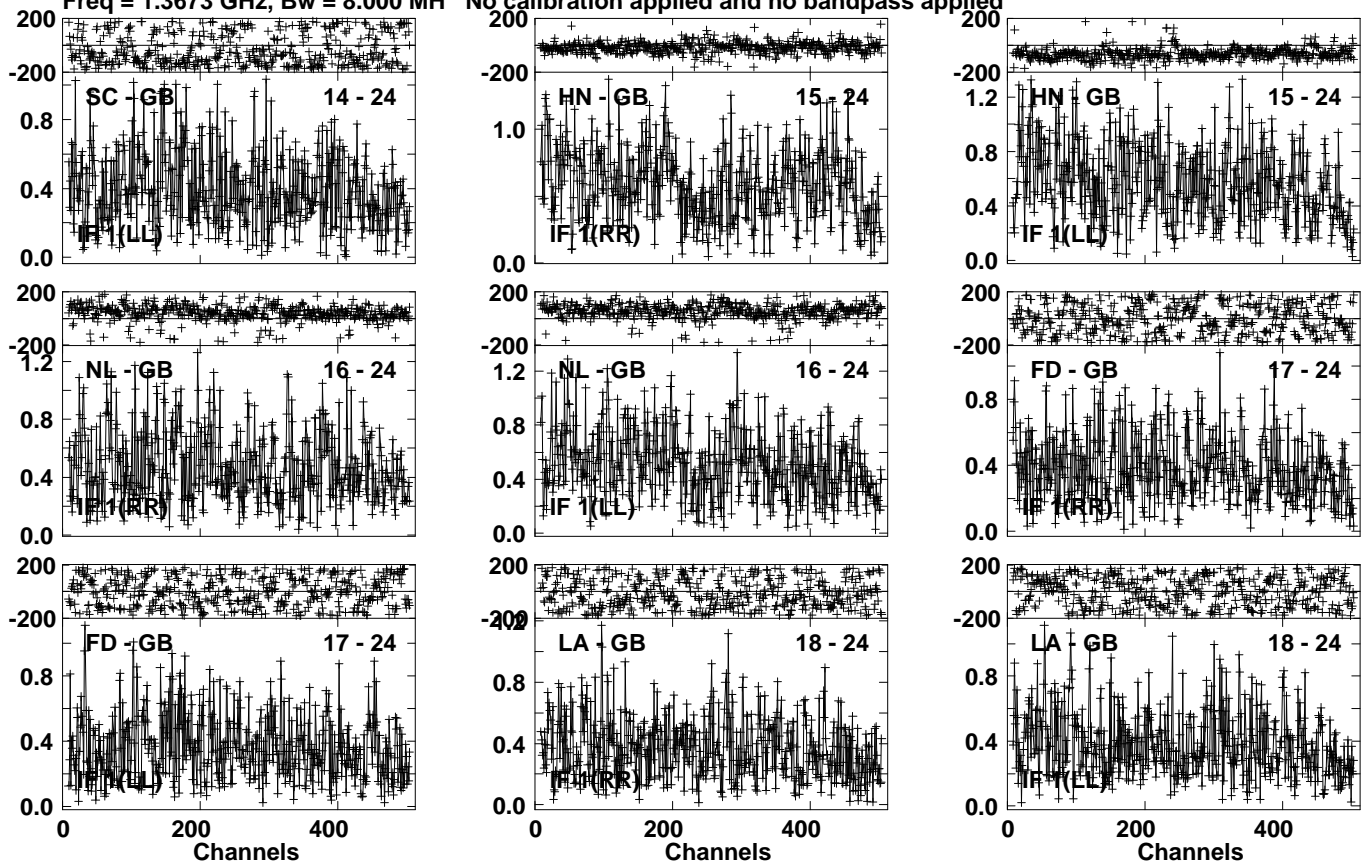 Freq = 1.3673 GHz, Bw = 8.000 MH No calibration applied and no bandpass applied
200
-200
SC - GB 14 - 24
0.8
0.4
IF 1(LL)
0.0
200
-200
HN - GB 15 - 24
1.0
IF 1(RR)
0.0
200
-200
HN - GB 15 - 24
1.2
0.8
0.4
IF 1(LL)
0.0
200
-200
NL - GB 16 - 24
1.2
0.8
0.4
IF 1(RR)
0.0
200
-200
NL - GB 16 - 24
1.2
0.8
0.4
IF 1(LL)
0.0
200
-200
FD - GB 17 - 24
0.8
0.4
IF 1(RR)
0.0
200
-200
FD - GB 17 - 24
0.8
0.4
IF 1(LL)
0.0
0 200 400
Channels
200
-200
1.2
LA - GB 18 - 24
0.8
0.4
IF 1(RR)
0.0
0 200 400
Channels
200
-200
LA - GB 18 - 24
0.8
0.4
IF 1(LL)
0.0
0 200 400
Channels